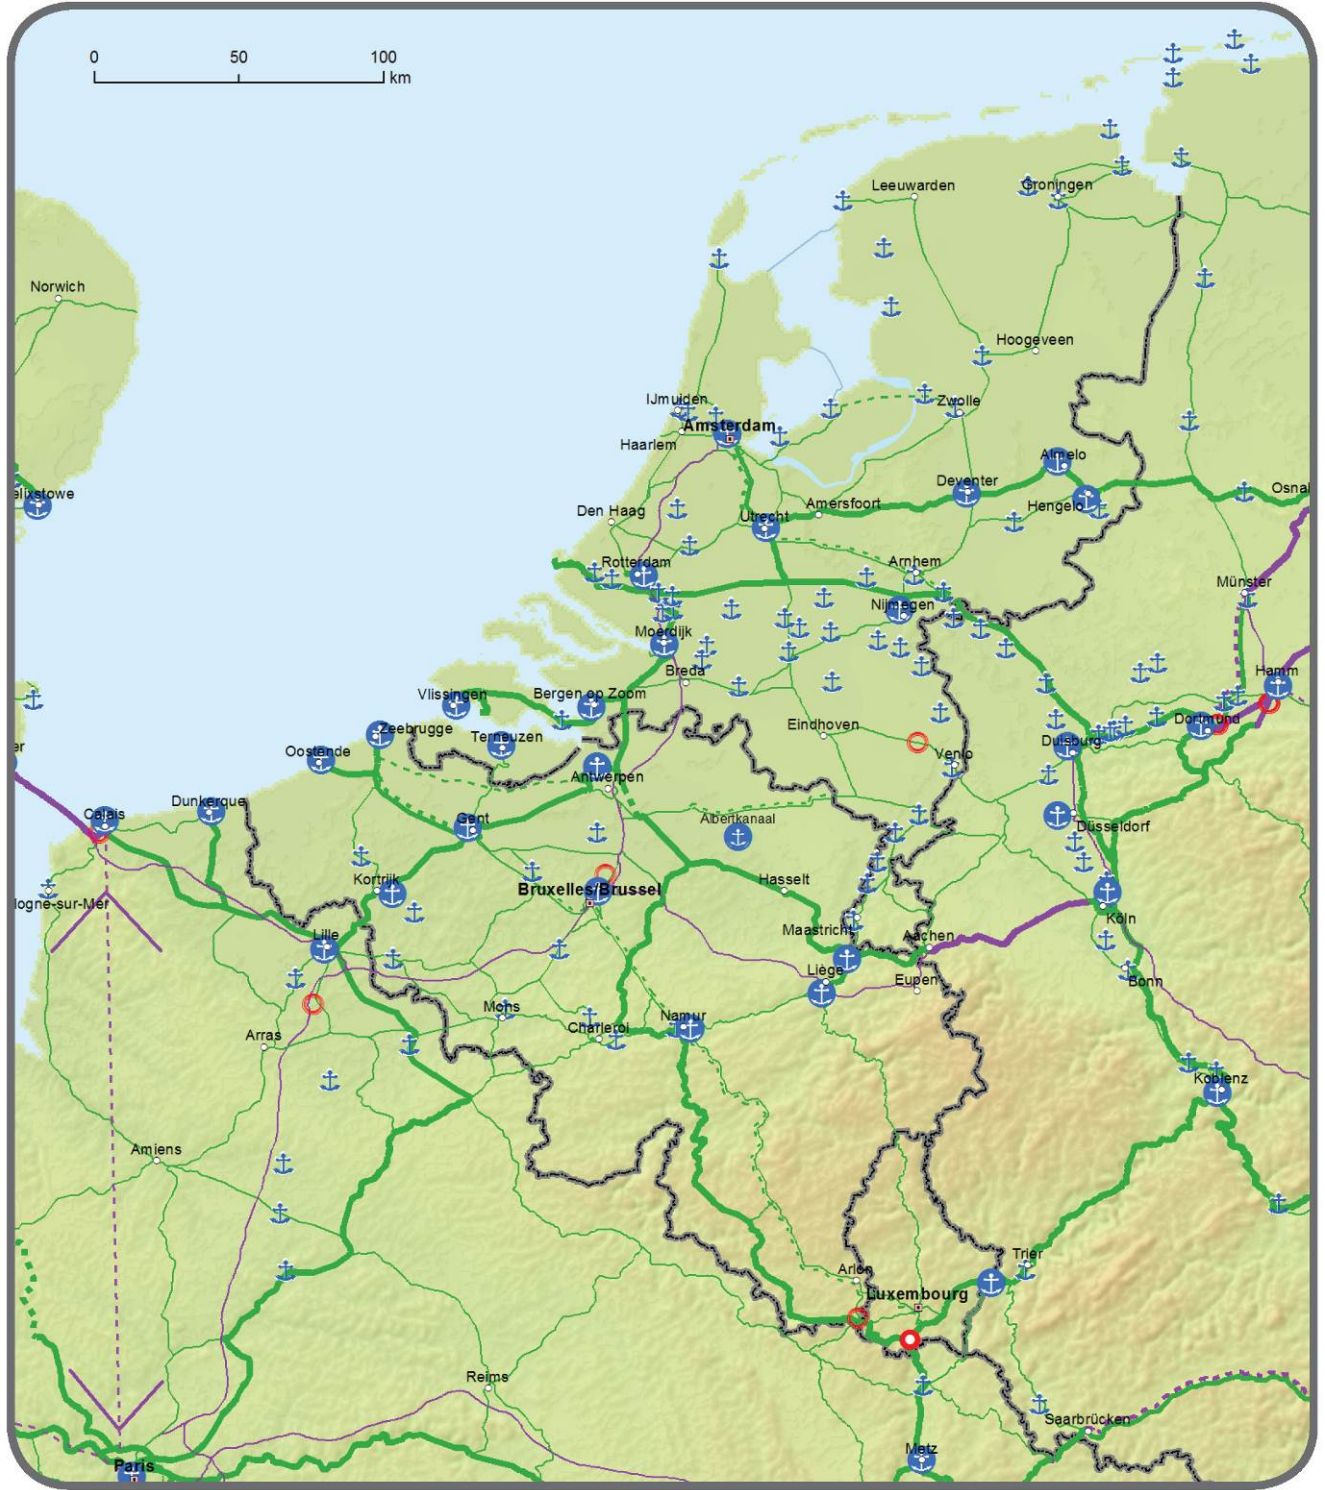 0 50 100
km
Leeuwarden
Groningen
Norwich
Hoogeveen
IJmuiden
Zwolle
Amsterdam
Haarlem
Almelo
Deventer
elixstowe
Osnal
Amersfoort
Hengelo
Den Haag
Utrecht
Rotterdam
Arnhem
Münster
Nijmegen
Moerdijk
Breda
Hamm
Vlissingen
Bergen op Zoom
Dortmund
Eindhoven
Zeebrugge
Terneuzen
Duisburg
er
Oostende
Venlo
Antwerpen
Dunkerque
Calais
Gent
Albertkanaal
Düsseldorf
Kortrijk
Hasselt
Bruxelles/Brussel
logne-sur-Mer
Köln
Lille
Maastricht
Aachen
Liège
Eupen
Bonn
Mons
Namur
Charleroi
Arras
Koblenz
Amiens
Trier
Arlon
Luxembourg
Reims
Saarbrücken
Metz
Paris